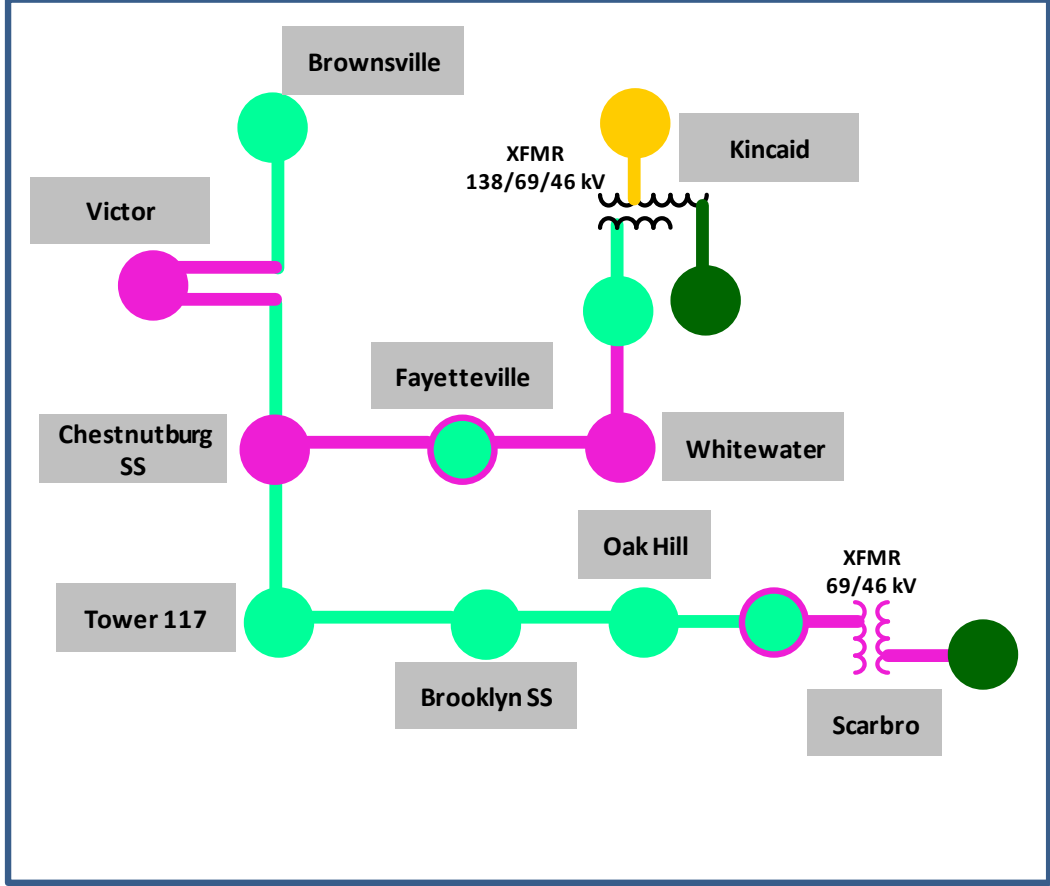 Brownsville
XFMR
138/69/46 kV
Kincaid
Victor
Fayetteville
Chestnutburg
SS
Whitewater
Oak Hill
XFMR
69/46 kV
Tower 117
Brooklyn SS
Scarbro